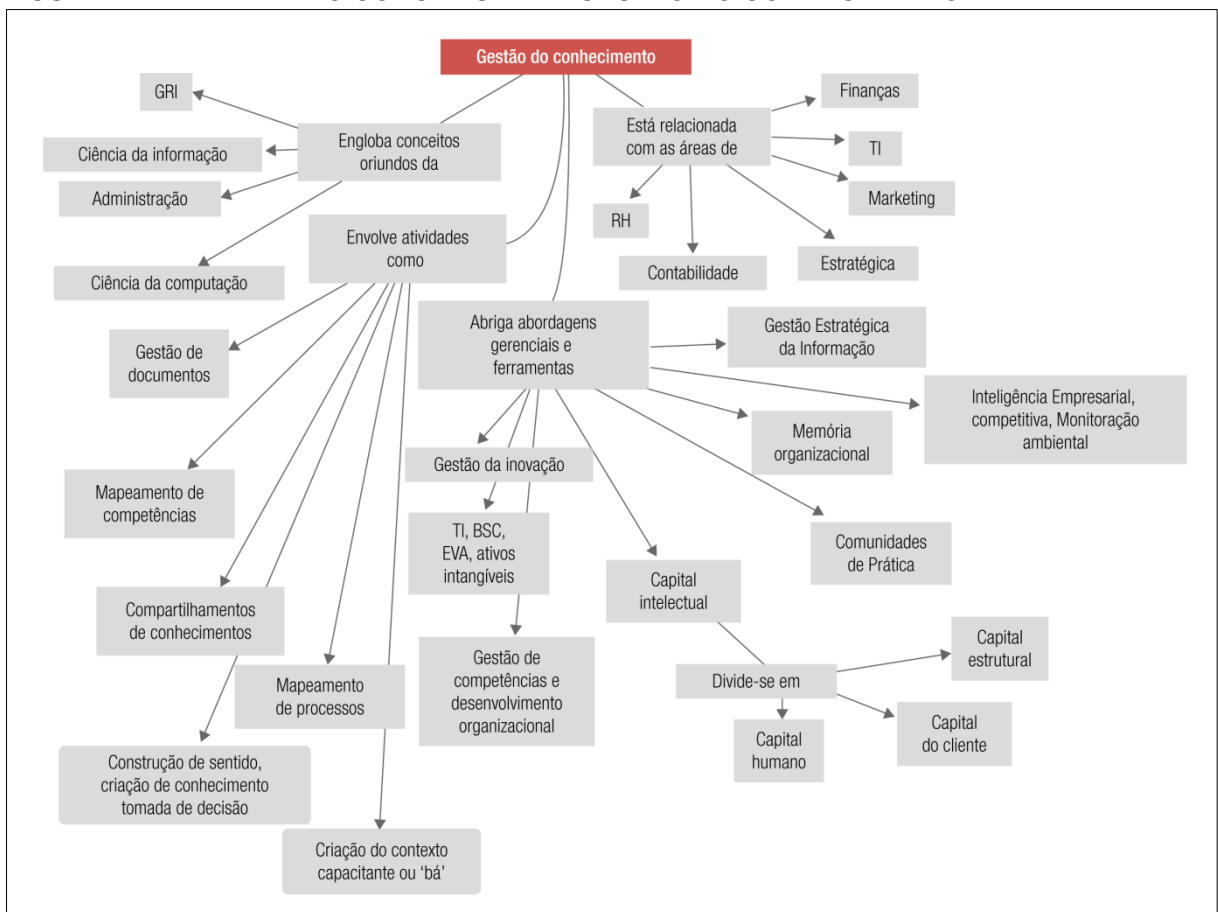 Gestão do conhecimento
GRI
Ciência da informação
Administração
Ciência da computação
Engloba conceitos
oriundos da
Está relacionada
com as áreas de
Finanças
TI
Marketing
Estratégica
Contabilidade
RH
Envolve atividades
como
Gestão de
documentos
Mapeamento de
competências
Compartilhamentos
de conhecimentos
Mapeamento
de processos
Construção de sentido,
criação de conhecimento
tomada de decisão
Criação do contexto
capacitante ou ‘bá’
Abriga abordagens
gerenciais e
ferramentas
Gestão Estratégica
da Informação
Inteligência Empresarial,
competitiva, Monitoração
ambiental
Memória
organizacional
Comunidades
de Prática
Gestão da inovação
TI, BSC,
EVA, ativos
intangíveis
Gestão de
competências e
desenvolvimento
organizacional
Capital
intelectual
Divide-se em
Capital
estrutural
Capital
do cliente
Capital
humano